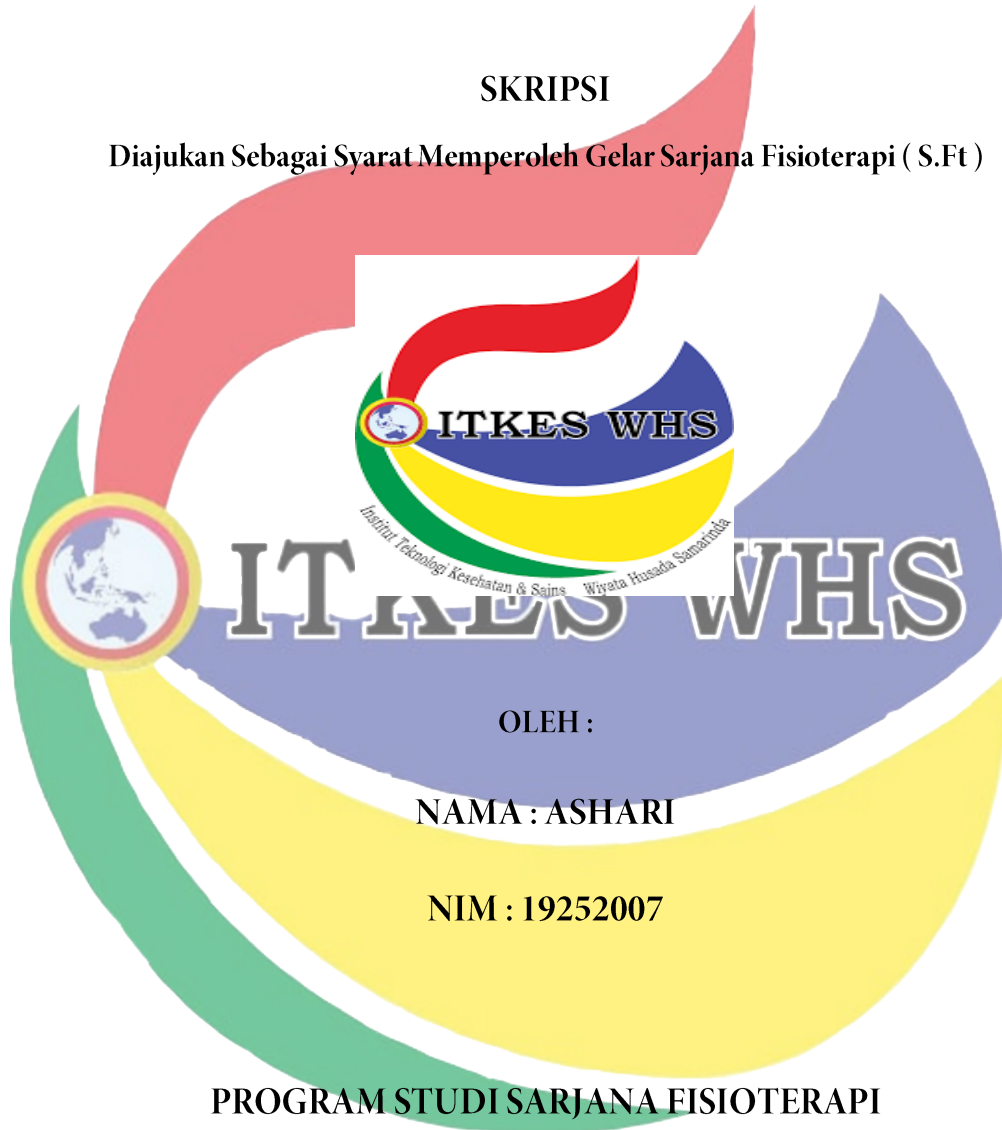 SKRIPSI
Diajukan Sebagai Syarat Memperoleh Gelar Sarjana Fisioterapi ( S.Ft )
ITKES WHS
Institut Teknologi Kesehatan & Sains Wiyata Husada Samarinda
ITKES WHS
OLEH :
NAMA : ASHARI
NIM : 19252007
PROGRAM STUDI SARJANA FISIOTERAPI